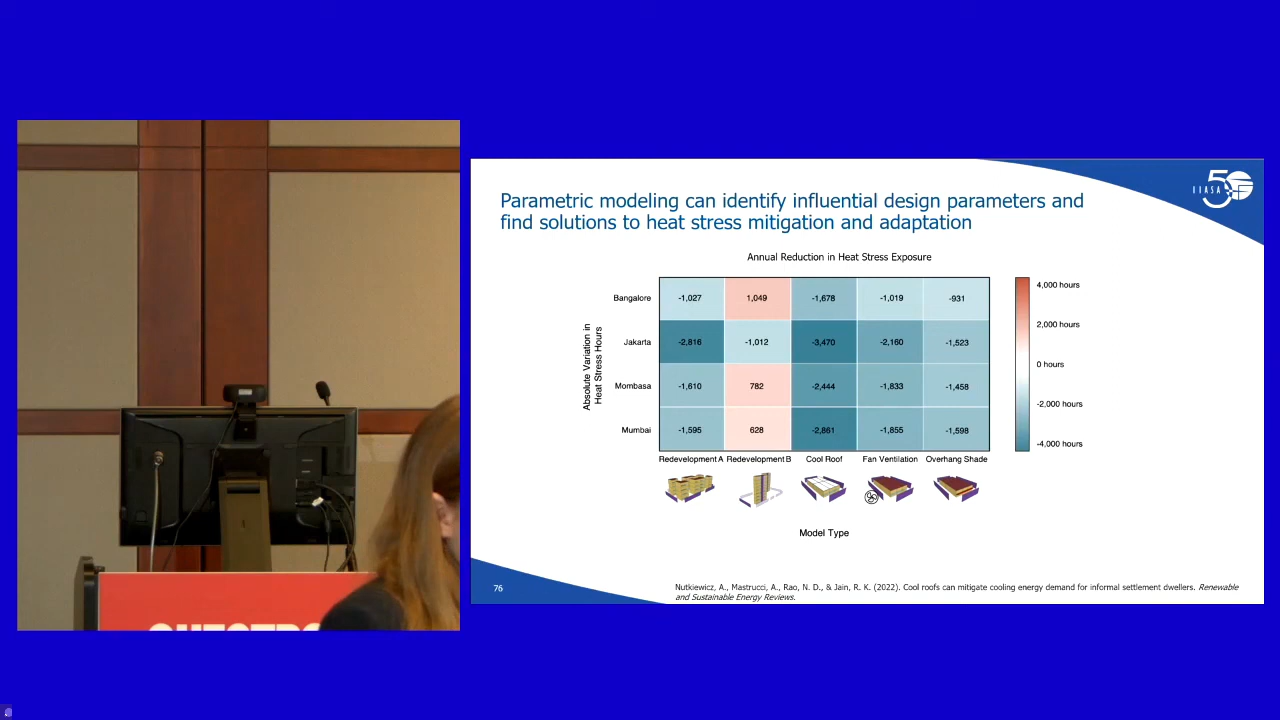 Parametric modeling can identify influential design parameters and
find solutions to heat stress mitigation and adaptation
IIASA 50
Annual Reduction in Heat Stress Exposure
Absolute Variation in
Heat Stress Hours
Bangalore -1,027 1,049 -1,678 -1,019 -931
Jakarta -2,816 -1,012 -3,470 -2,160 -1,523
Mombasa -1,610 782 -2,444 -1,833 -1,458
Mumbai -1,595 628 -2,861 -1,855 -1,598
Redevelopment A Redevelopment B Cool Roof Fan Ventilation Overhang Shade
Model Type
4,000 hours
2,000 hours
0 hours
-2,000 hours
-4,000 hours
76
Nutkiewicz, A., Mastrucci, A., Rao, N. D., & Jain, R. K. (2022). Cool roofs can mitigate cooling energy demand for informal settlement dwellers. Renewable
and Sustainable Energy Reviews.